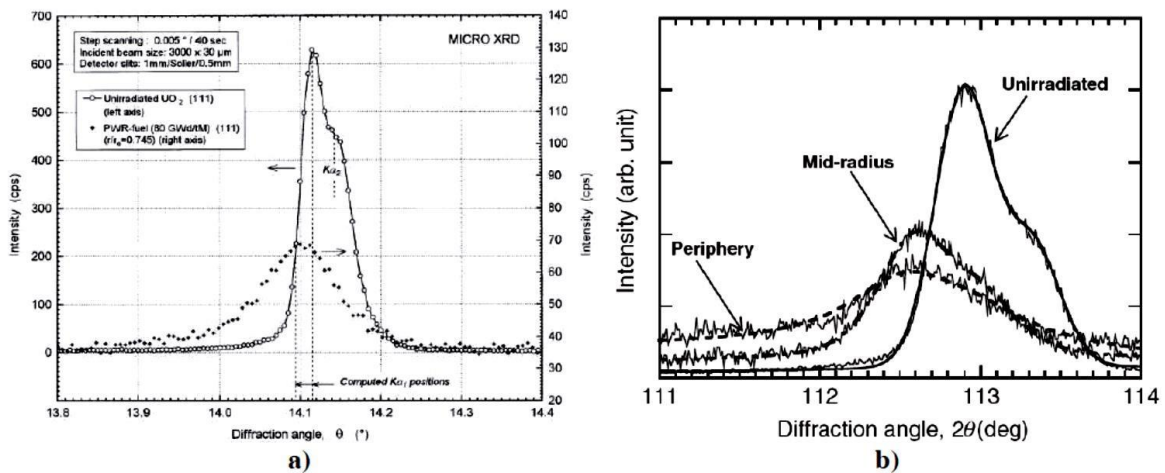 700
600
500
400
300
200
100
0
Intensity (cps)
Step scanning : 0.005 ° / 40 sec
Incident beam size: 3000 x 30 µm
Detector slits: 1mm/Soller/0.5mm
MICRO XRD
Unirradiated UO2 (111)
(left axis)
PWR-fuel (60 GWd/tM) (111)
(r/r0=0.745) (right axis)
Kα2
Computed Kα1 positions
140
130
120
110
100
90
80
70
60
50
40
30
20
Intensity (cps)
13.8
13.9
14.0
14.1
14.2
14.3
14.4
Diffraction angle, θ (°)
a)
Intensity (arb. unit)
Unirradiated
Mid-radius
Periphery
111
112
113
114
Diffraction angle, 2θ(deg)
b)